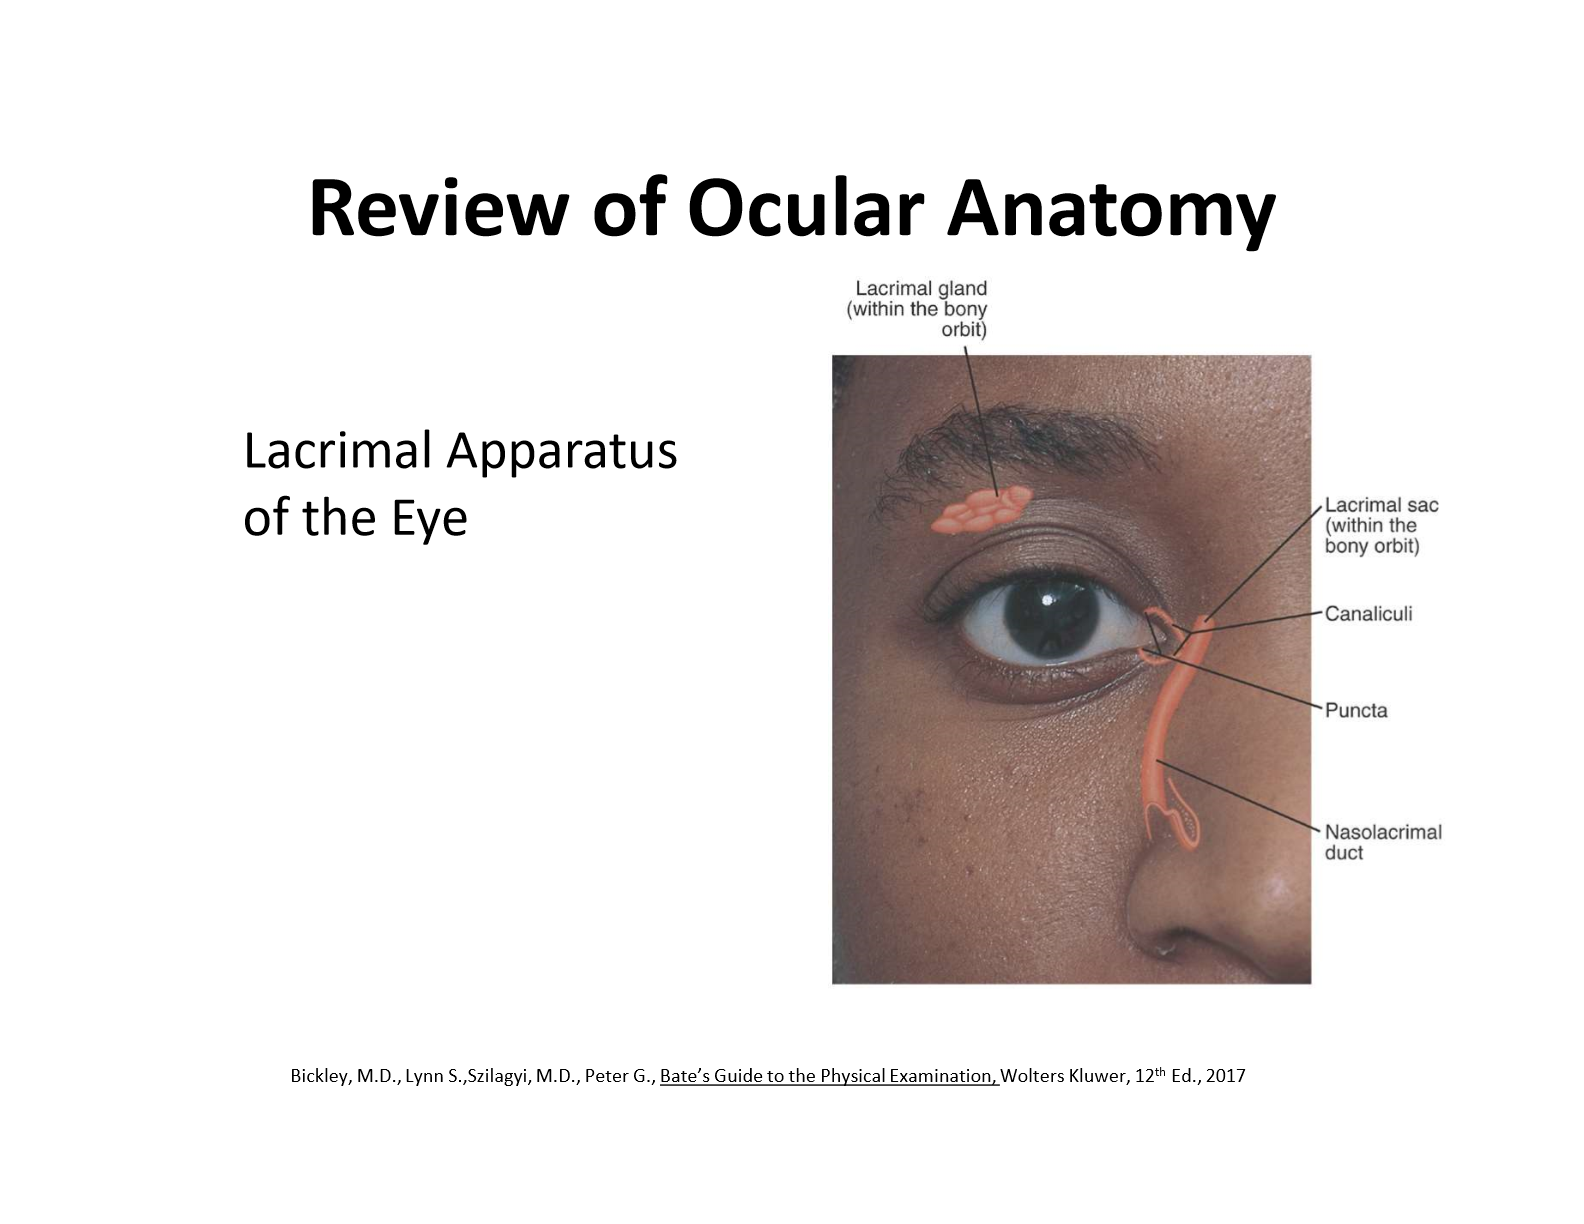 Review of Ocular Anatomy
Lacrimal gland
(within the bony
orbit)
Lacrimal Apparatus
of the Eye
Lacrimal sac
(within the
bony orbit)
Canaliculi
Puncta
Nasolacrimal
duct
Bickley, M.D., Lynn S.,Szilagyi, M.D., Peter G., Bate’s Guide to the Physical Examination, Wolters Kluwer, 12th Ed., 2017